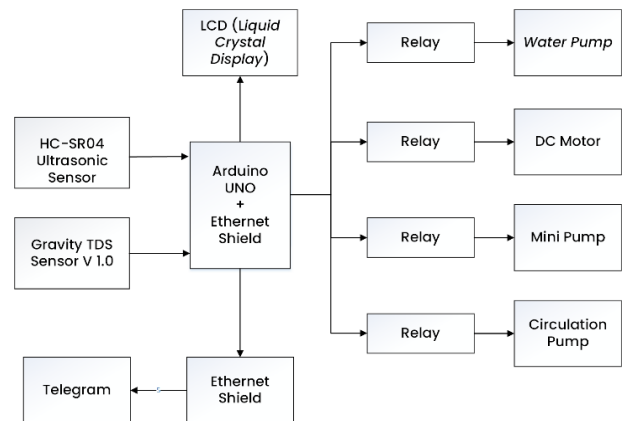 LCD (Liquid
Crystal
Display)
Relay
Water Pump
HC-SR04
Ultrasonic
Sensor
Arduino
UNO
+
Ethernet
Shield
Relay
DC Motor
Gravity TDS
Sensor V 1.0
Relay
Mini Pump
Relay
Circulation
Pump
Telegram
Ethernet
Shield